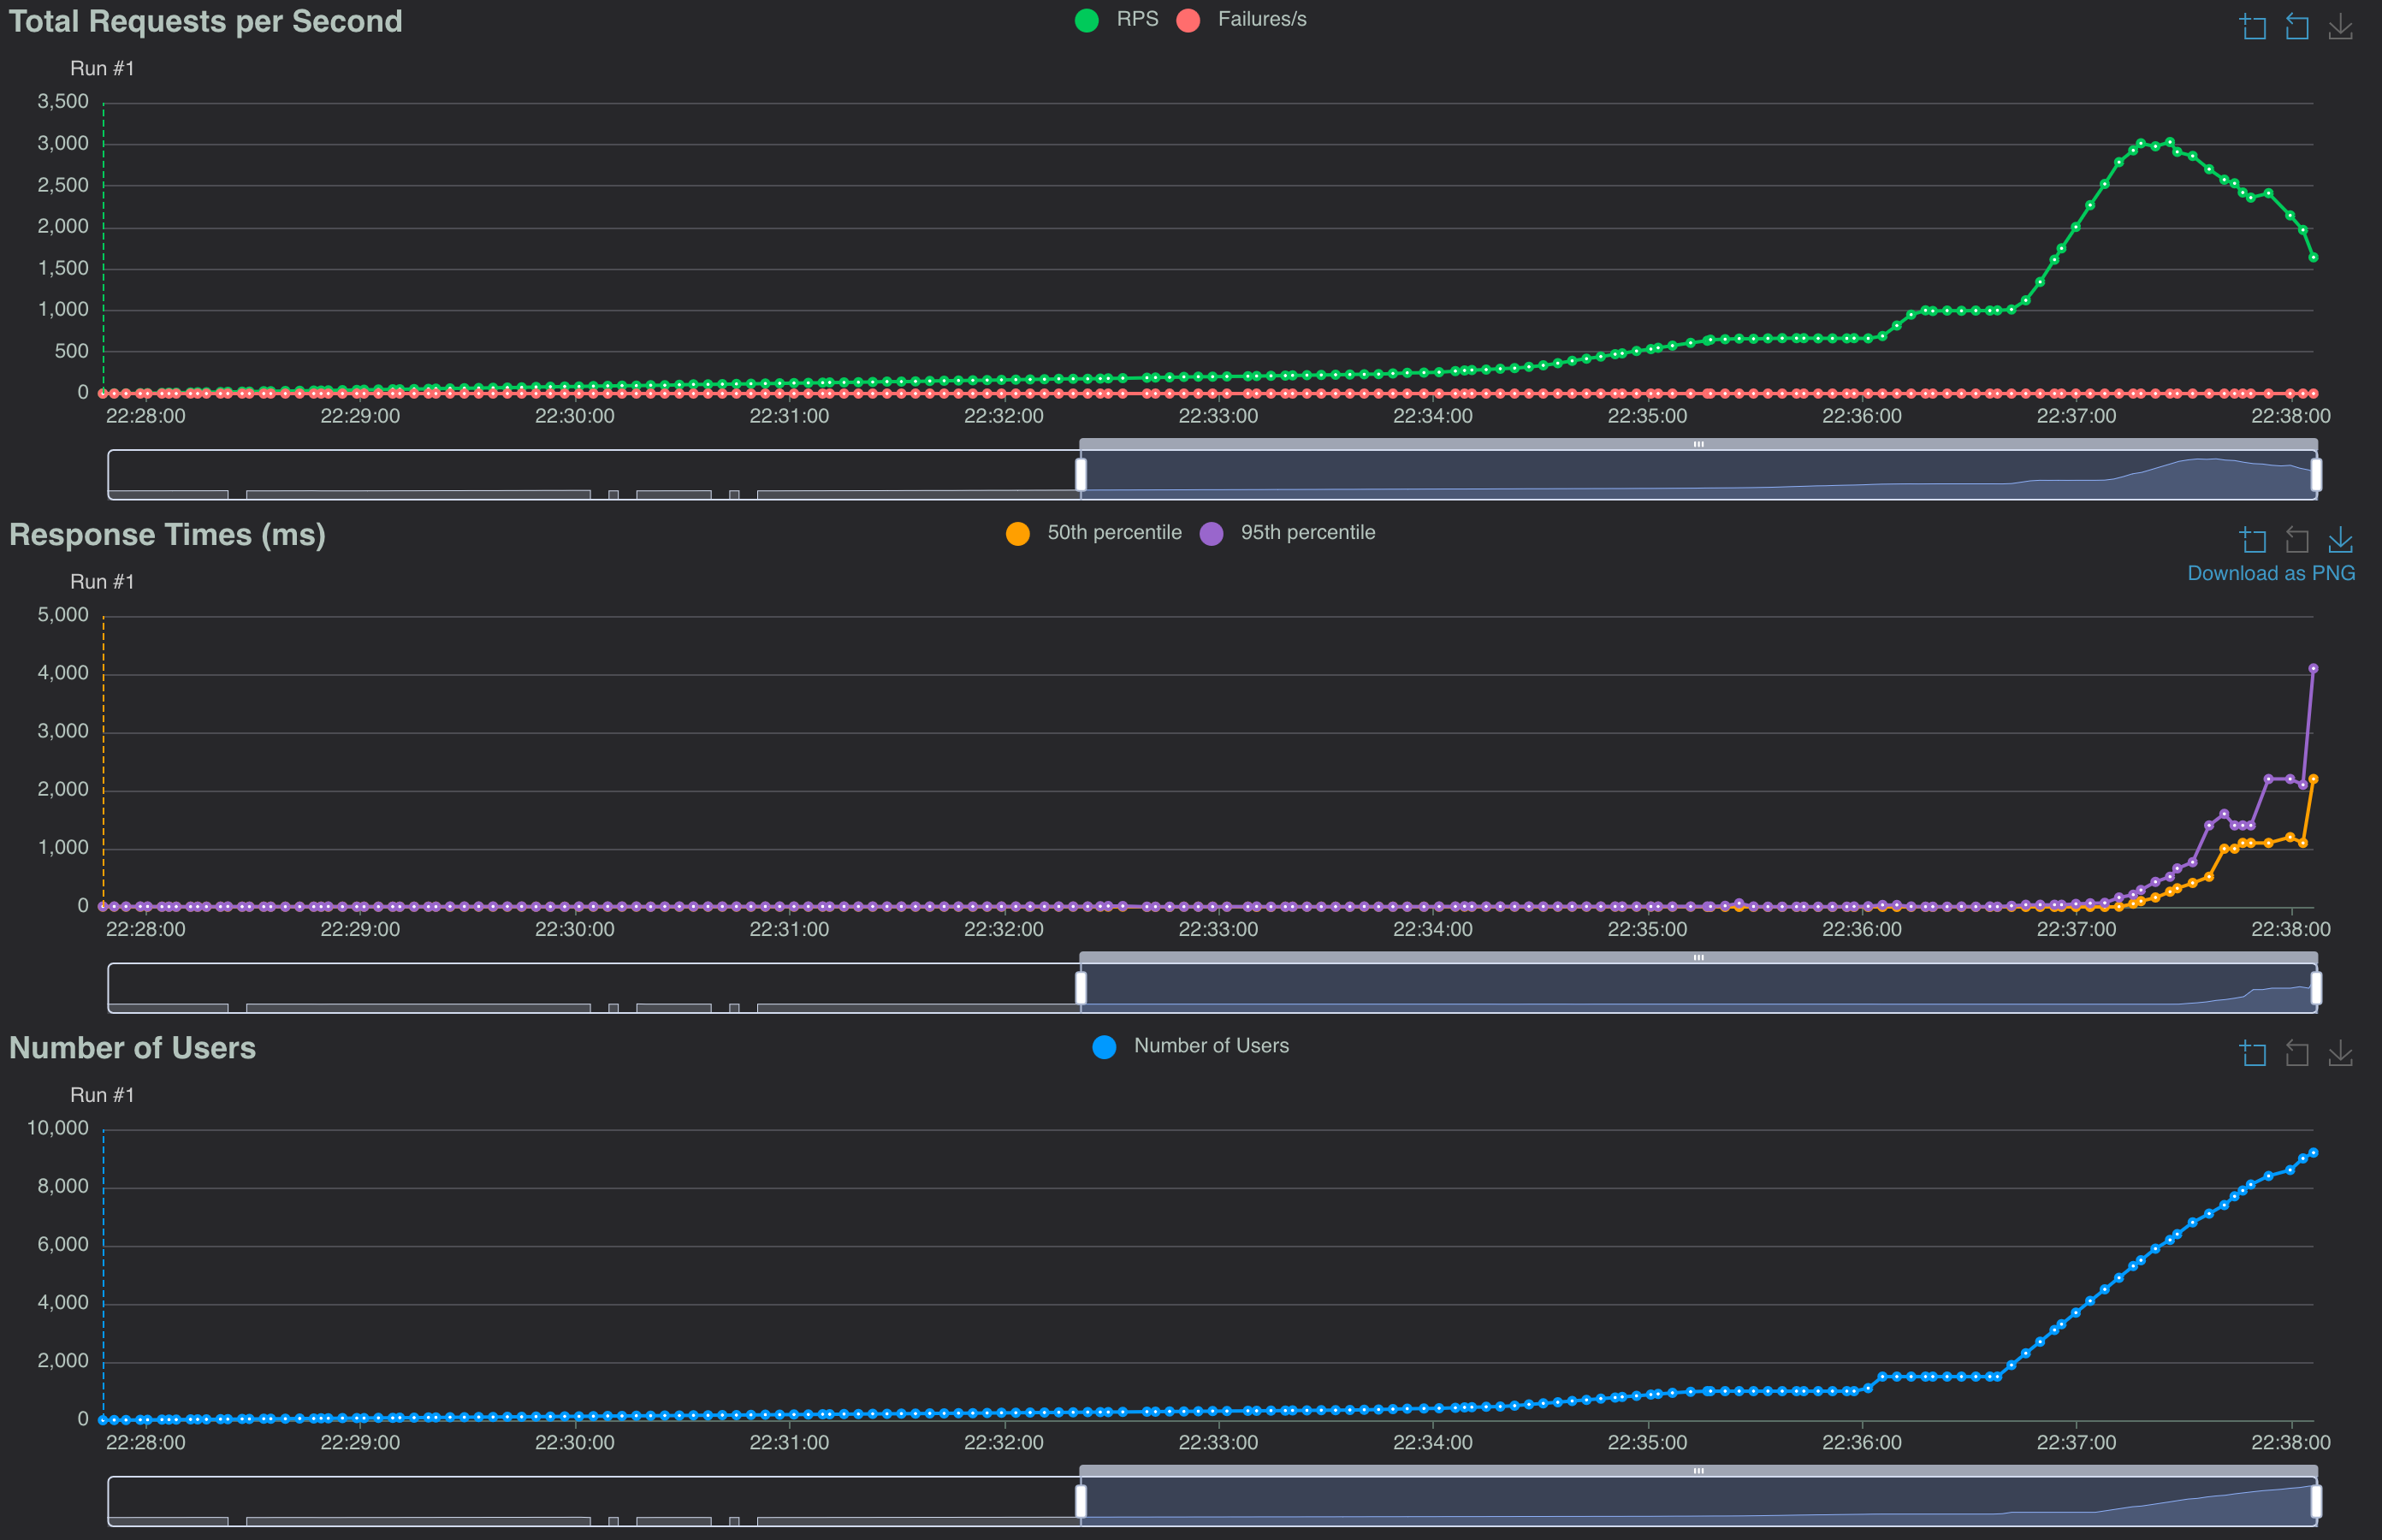 Total Requests per Second
RPS Failures/s
Run #1
3,500
3,000
2,500
2,000
1,500
1,000
500
0
22:28:00 22:29:00 22:30:00 22:31:00 22:32:00 22:33:00 22:34:00 22:35:00 22:36:00 22:37:00 22:38:00
Response Times (ms)
50th percentile 95th percentile
Download as PNG
Run #1
5,000
4,000
3,000
2,000
1,000
0
22:28:00 22:29:00 22:30:00 22:31:00 22:32:00 22:33:00 22:34:00 22:35:00 22:36:00 22:37:00 22:38:00
Number of Users
Number of Users
Run #1
10,000
8,000
6,000
4,000
2,000
0
22:28:00 22:29:00 22:30:00 22:31:00 22:32:00 22:33:00 22:34:00 22:35:00 22:36:00 22:37:00 22:38:00